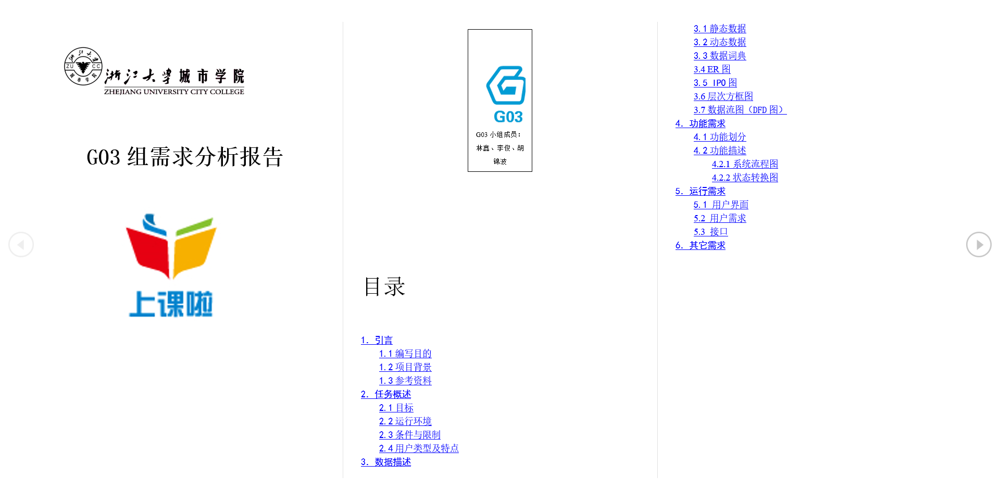 浙江大学
ZU CC
城市学院
浙江大学城市学院
ZHEJIANG UNIVERSITY CITY COLLEGE
G03 组需求分析报告
上课啦
G03
G03 小组成员：
林鑫、李俊、胡
锦波
目录
1. 引言
1.1 编写目的
1.2 项目背景
1.3 参考资料
2. 任务概述
2.1 目标
2.2 运行环境
2.3 条件与限制
2.4 用户类型及特点
3. 数据描述
3.1 静态数据
3.2 动态数据
3.3 数据词典
3.4 ER 图
3.5 IPO 图
3.6 层次方框图
3.7 数据流图（DFD 图）
4. 功能需求
4.1 功能划分
4.2 功能描述
4.2.1 系统流程图
4.2.2 状态转换图
5. 运行需求
5.1 用户界面
5.2 用户需求
5.3 接口
6. 其它需求